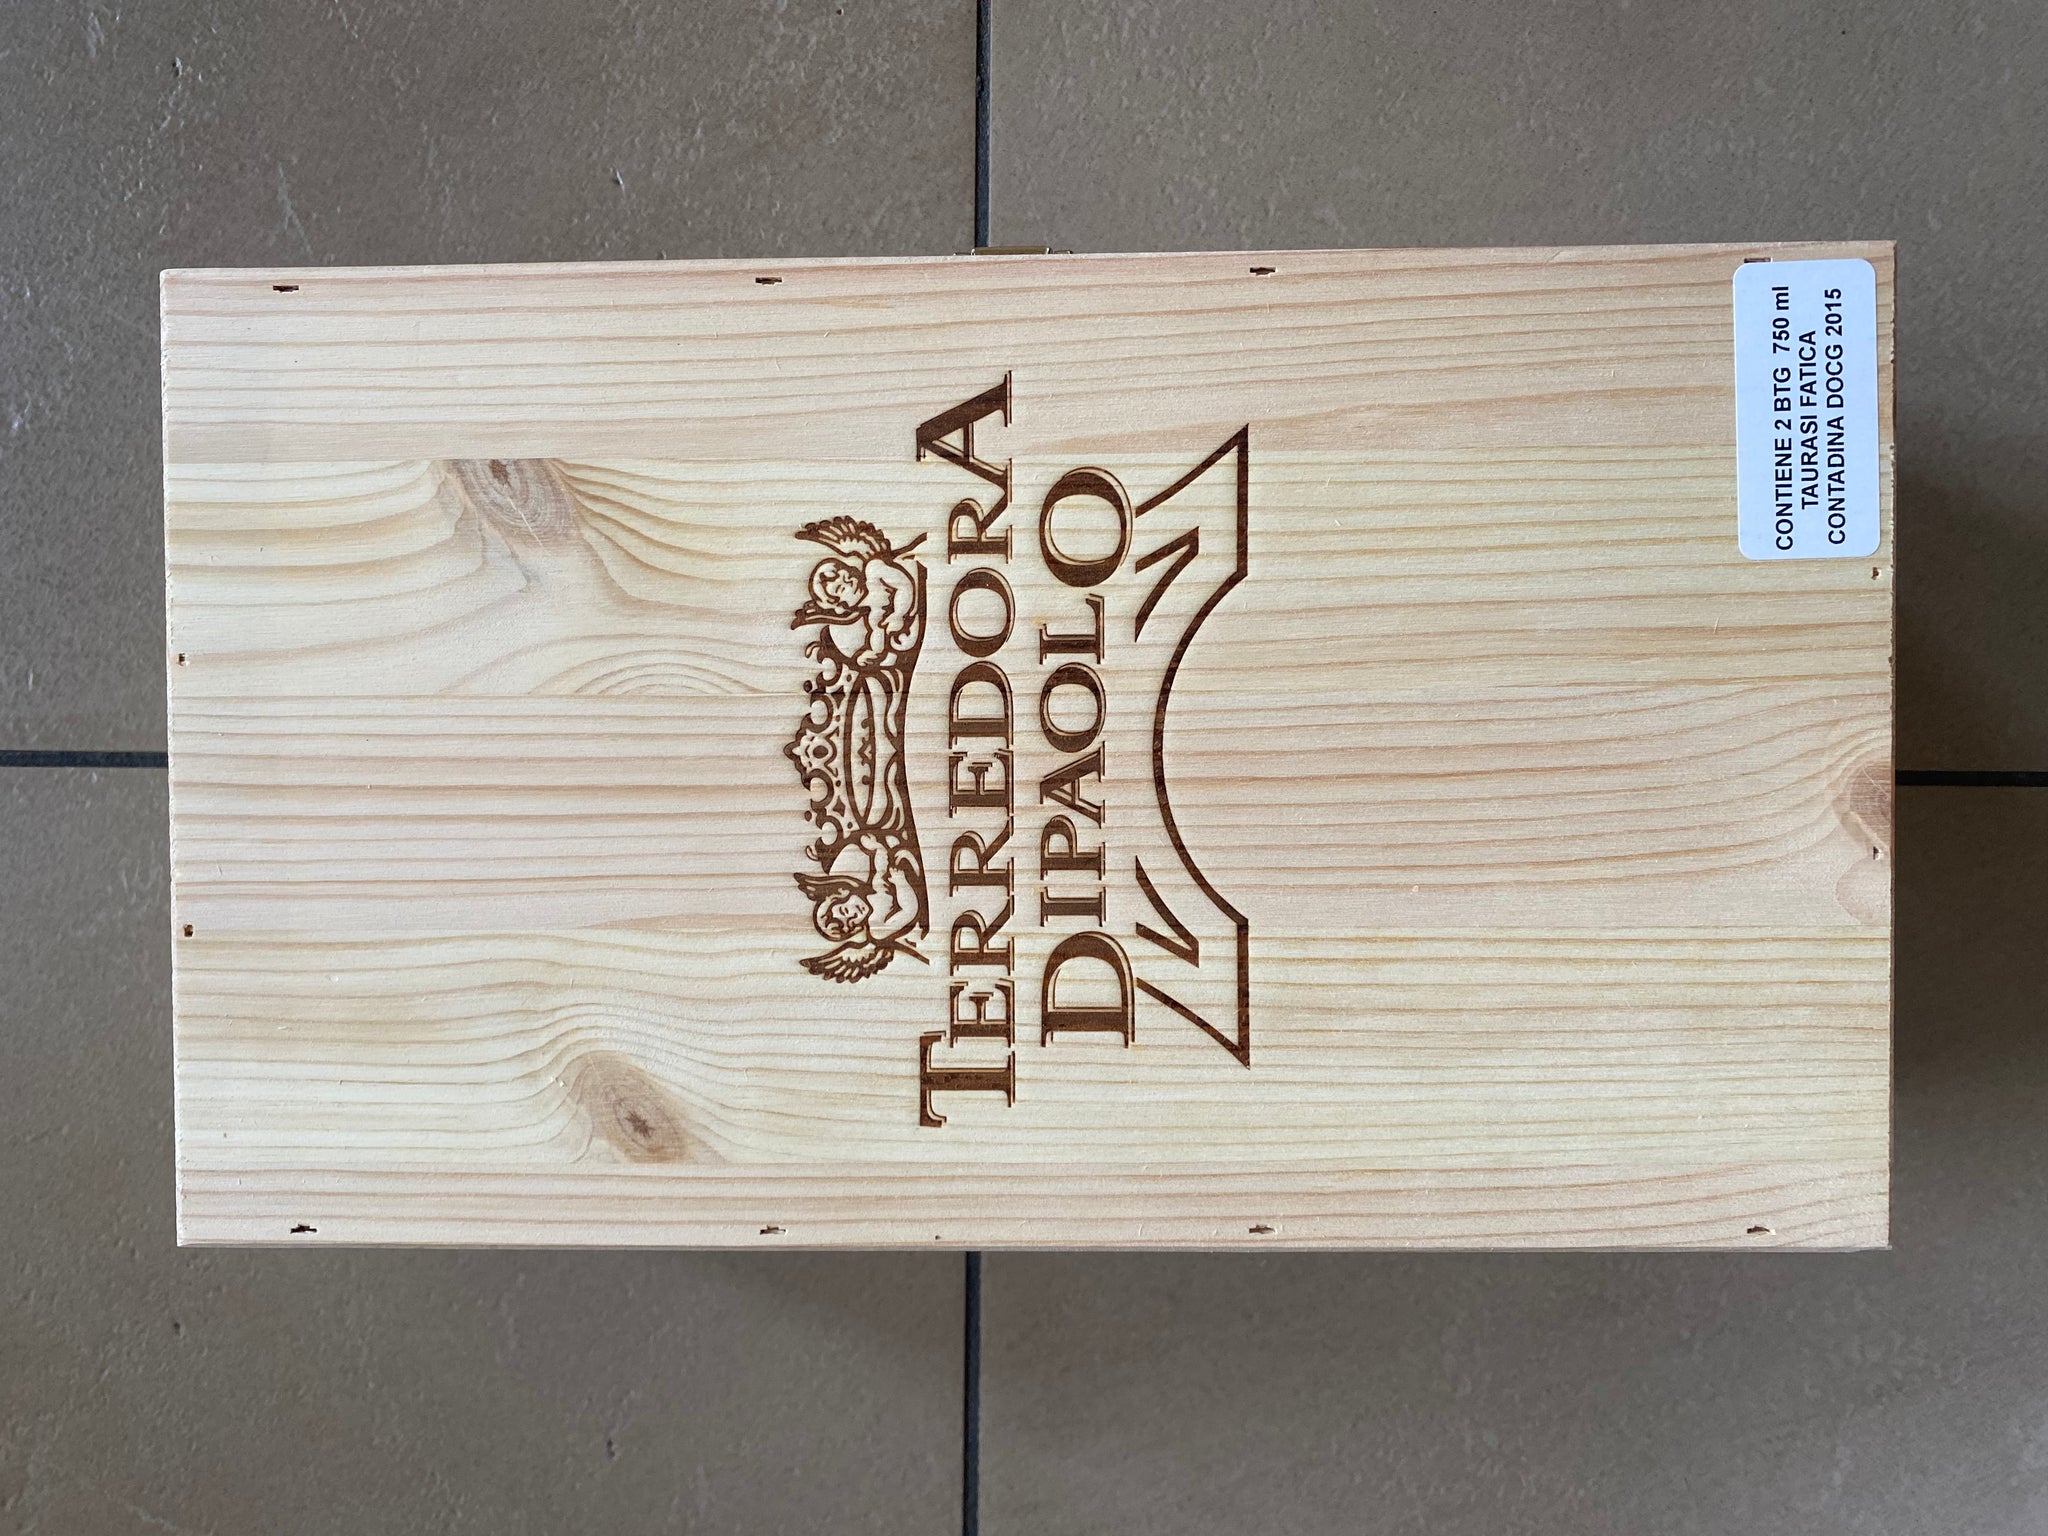 TERREDORA
DIPAOLO
CONTIENE 2 BTG 750 ml
TAURASI FATICA
CONTADINA DOCG 2015